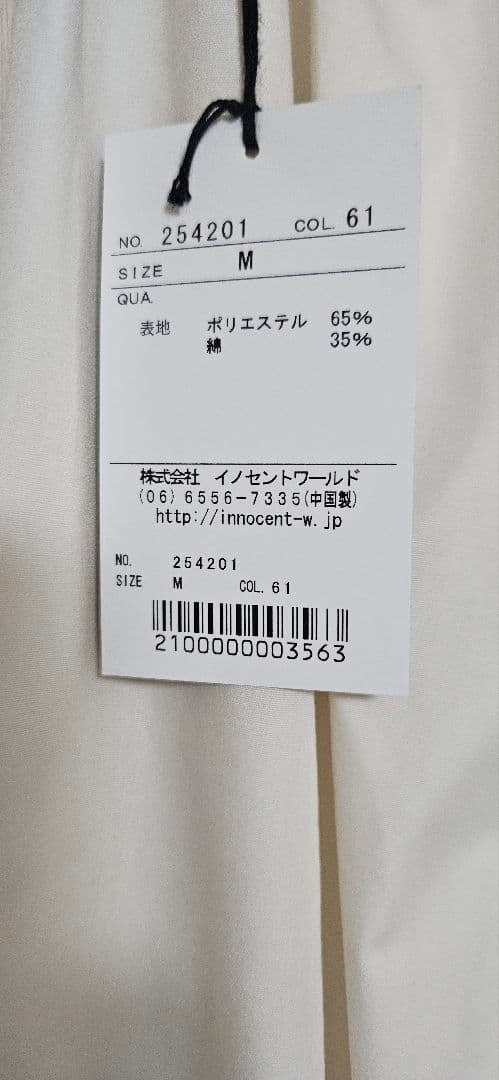 NO. 254201 COL. 61
SIZE M
QUA.
表地 ポリエステル 65%
綿 35%
株式会社 イノセントワールド
(06) 6556-7335(中国製)
http://innocent-w.jp
NO. 254201
SIZE M COL. 61
2100000003563